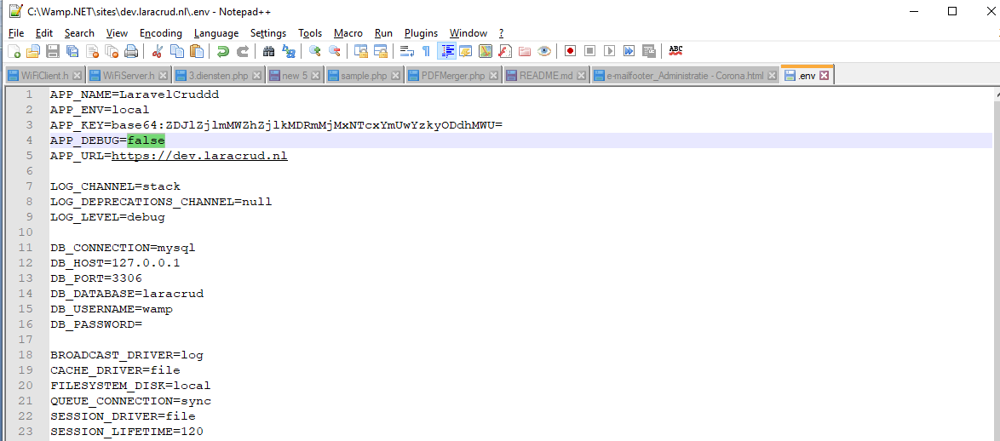 C:\Wamp.NET\sites\dev.laracrud.nl\.env - Notepad++
File Edit Search View Encoding Language Settings Tools Macro Run Plugins Window ?
ABC
WiFiClient.h WiFiServer.h 3.diensten.php new 5 sample.php PDFMerger.php README.md e-mailfooter_Administratie - Corona.html .env
1 APP_NAME=LaravelCruddd
2 APP_ENV=local
3 APP_KEY=base64:ZDJlZjlmMWZhZjlkMDRmMjMxNTcxYmUwYzkyODdhMWU=
4 APP_DEBUG=false
5 APP_URL=https://dev.laracrud.nl
6
7 LOG_CHANNEL=stack
8 LOG_DEPRECATIONS_CHANNEL=null
9 LOG_LEVEL=debug
10
11 DB_CONNECTION=mysql
12 DB_HOST=127.0.0.1
13 DB_PORT=3306
14 DB_DATABASE=laracrud
15 DB_USERNAME=wamp
16 DB_PASSWORD=
17
18 BROADCAST_DRIVER=log
19 CACHE_DRIVER=file
20 FILESYSTEM_DISK=local
21 QUEUE_CONNECTION=sync
22 SESSION_DRIVER=file
23 SESSION_LIFETIME=120